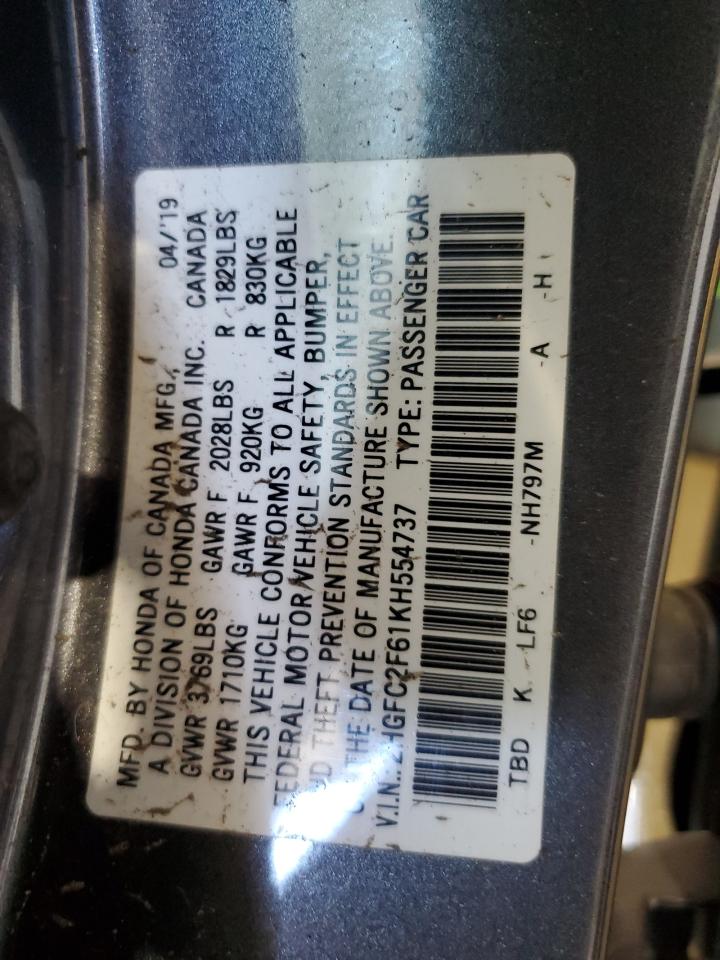 MFD. BY HONDA OF CANADA MFG., 04/'19
A DIVISION OF HONDA CANADA INC. CANADA
GVWR 3769LBS GAWR F 2028LBS R 1829LBS
GVWR 1710KG GAWR F 920KG R 830KG
THIS VEHICLE CONFORMS TO ALL APPLICABLE
FEDERAL MOTOR VEHICLE SAFETY, BUMPER,
THEFT PREVENTION STANDARDS IN EFFECT
THE DATE OF MANUFACTURE SHOWN ABOVE.
V.I.N.: 2HGFC2F61KH554737 TYPE: PASSENGER CAR
TBD K LF6 -NH797M -A -H